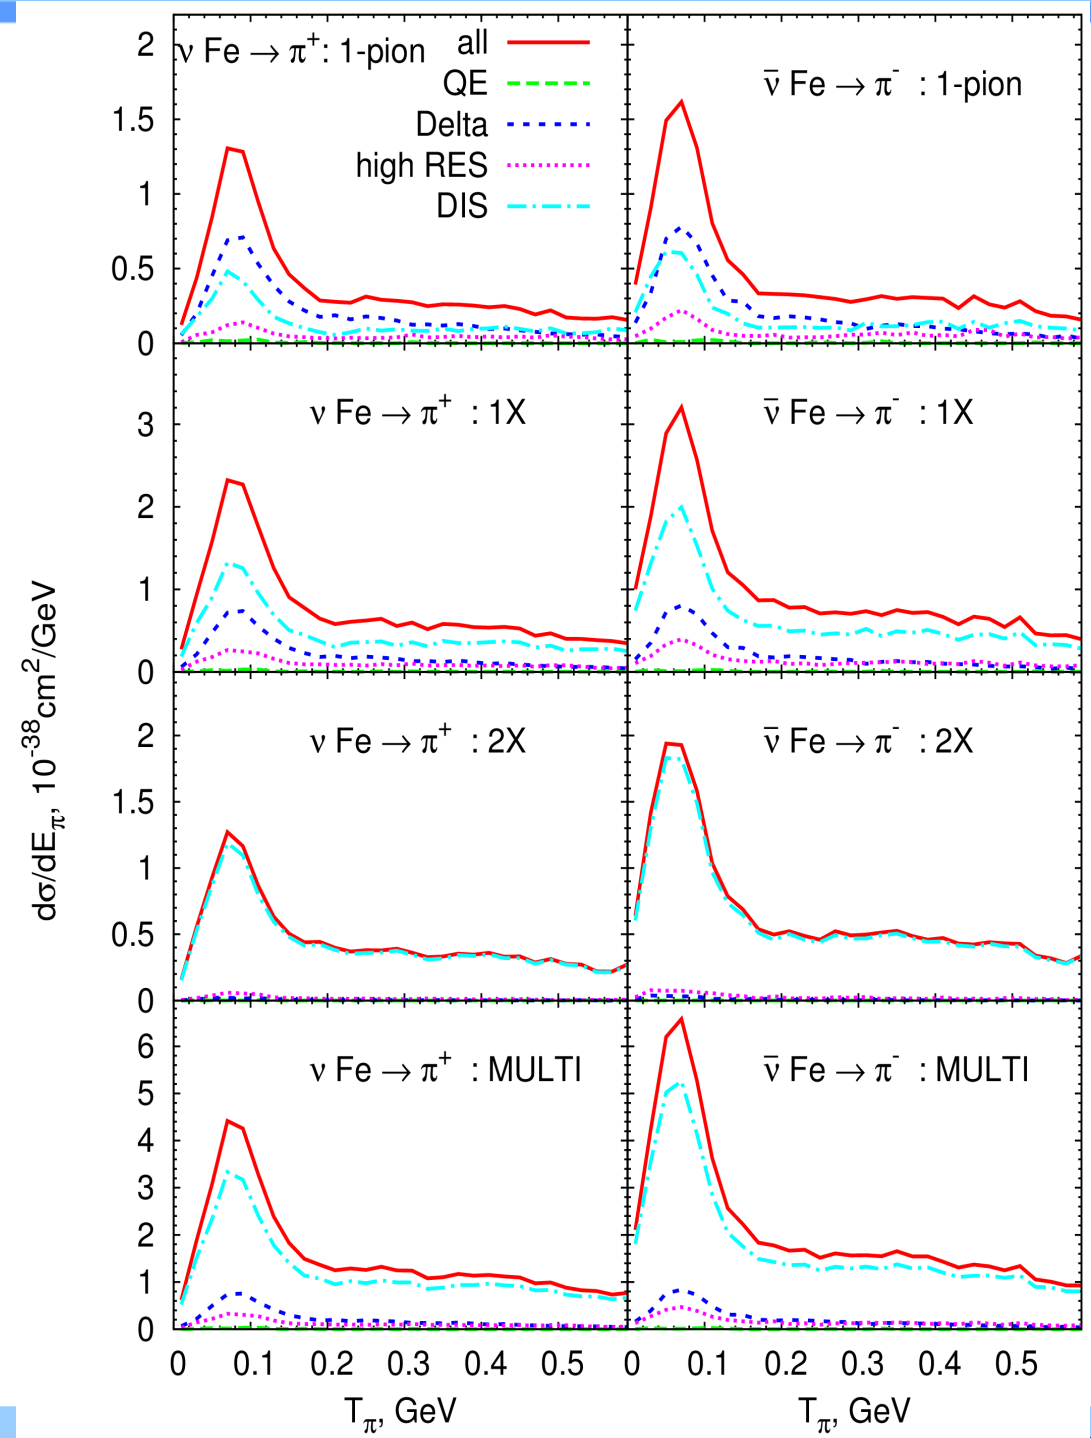 ν Fe → π⁺: 1-pion
all
QE
Delta
high RES
DIS
ν̄ Fe → π⁻ : 1-pion
2
1.5
1
0.5
0
ν Fe → π⁺ : 1X
ν̄ Fe → π⁻ : 1X
3
2
1
0
ν Fe → π⁺ : 2X
ν̄ Fe → π⁻ : 2X
2
1.5
1
0.5
0
ν Fe → π⁺ : MULTI
ν̄ Fe → π⁻ : MULTI
6
5
4
3
2
1
0
dσ/dE_π, 10⁻³⁸cm²/GeV
0 0.1 0.2 0.3 0.4 0.5 0 0.1 0.2 0.3 0.4 0.5
T_π, GeV
T_π, GeV